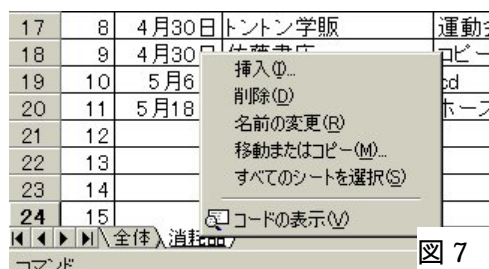 17 8 4月30日 トントン学販 運動
18 9 4月30日 佐藤書店 コピー
19 10 5月6 cd
20 11 5月18 ホース
21 12
22 13
23 14
24 15
挿入(I)...
削除(D)
名前の変更(R)
移動またはコピー(M)...
すべてのシートを選択(S)
コードの表示(V)
全体 消耗品
コマンド
図 7